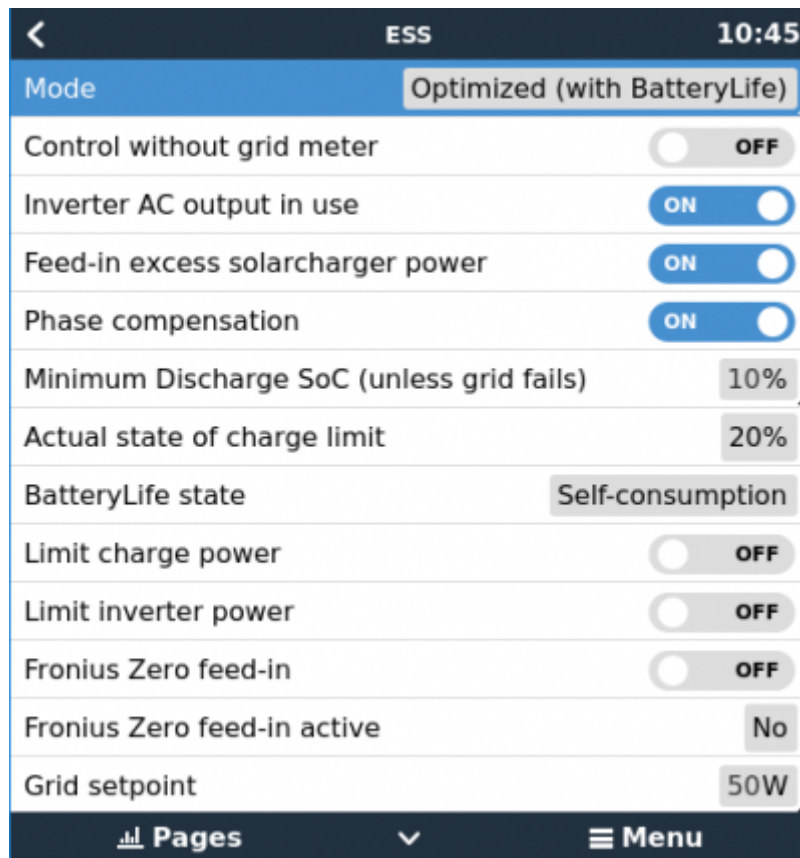 ESS 10:45
Mode Optimized (with BatteryLife)
Control without grid meter OFF
Inverter AC output in use ON
Feed-in excess solarcharger power ON
Phase compensation ON
Minimum Discharge SoC (unless grid fails) 10%
Actual state of charge limit 20%
BatteryLife state Self-consumption
Limit charge power OFF
Limit inverter power OFF
Fronius Zero feed-in OFF
Fronius Zero feed-in active No
Grid setpoint 50W
Pages Menu